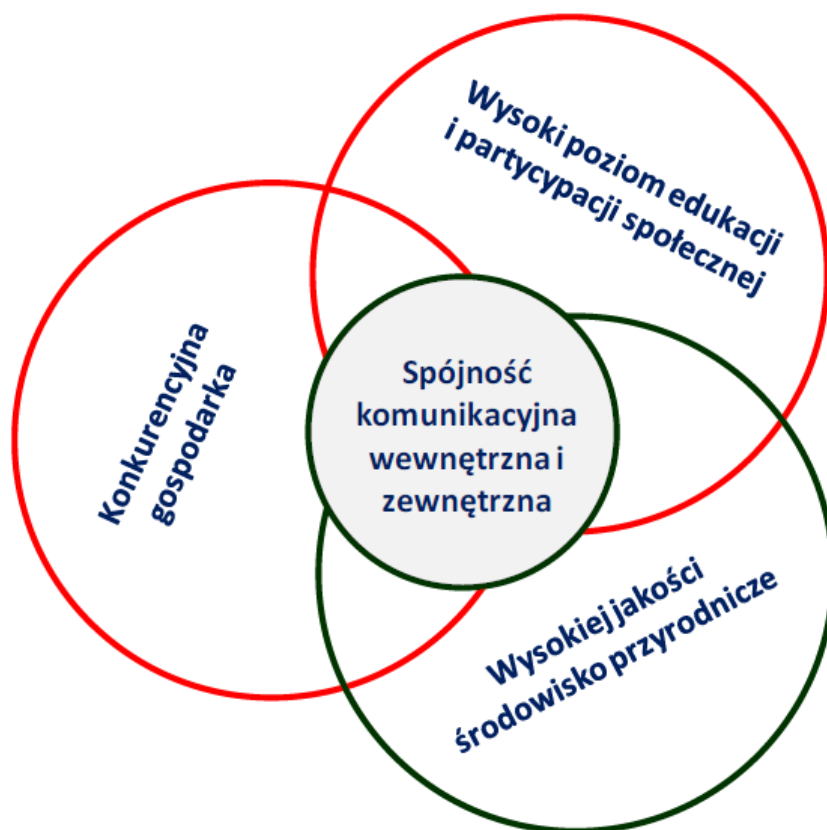 Wysoki poziom edukacji
i partycypacji społecznej
Konkurencyjna
gospodarka
Spójność
komunikacyjna
wewnętrzna i
zewnętrzna
Wysokiej jakości
środowisko przyrodnicze